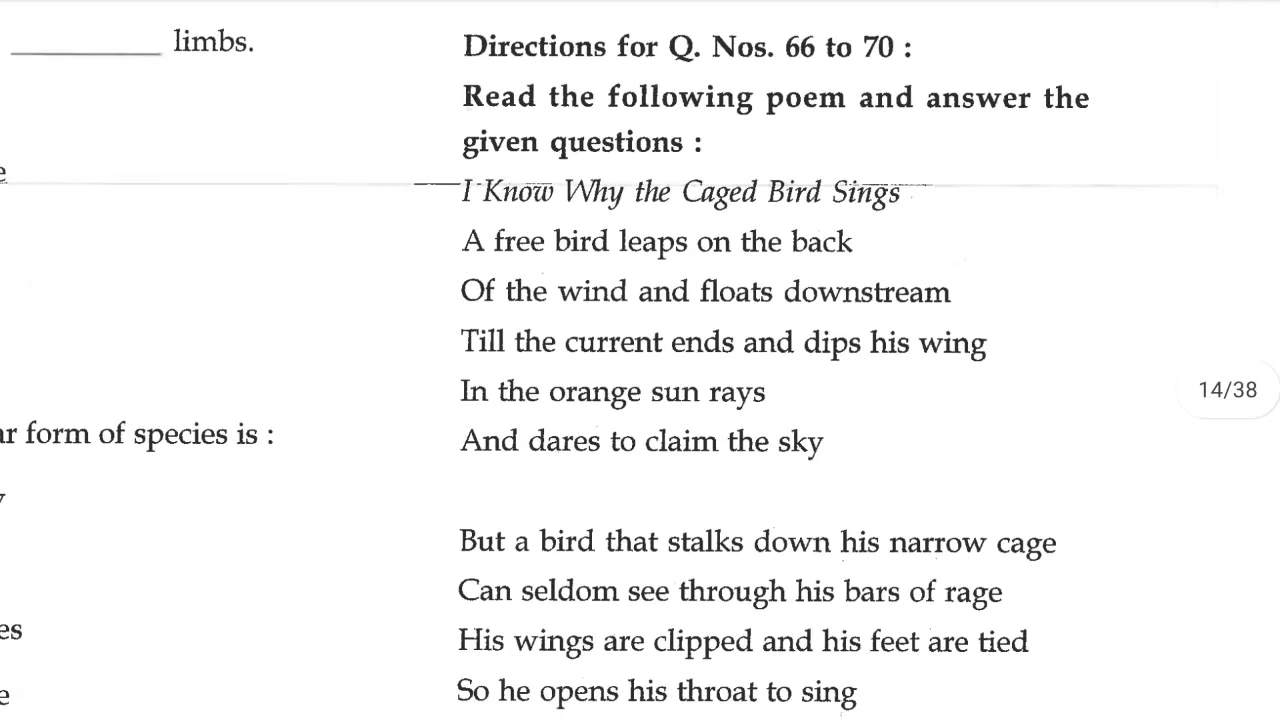 __________ limbs.
e
ar form of species is :
y
es
e
Directions for Q. Nos. 66 to 70 :
Read the following poem and answer the
given questions :
I Know Why the Caged Bird Sings
A free bird leaps on the back
Of the wind and floats downstream
Till the current ends and dips his wing
In the orange sun rays
And dares to claim the sky
But a bird that stalks down his narrow cage
Can seldom see through his bars of rage
His wings are clipped and his feet are tied
So he opens his throat to sing
14/38